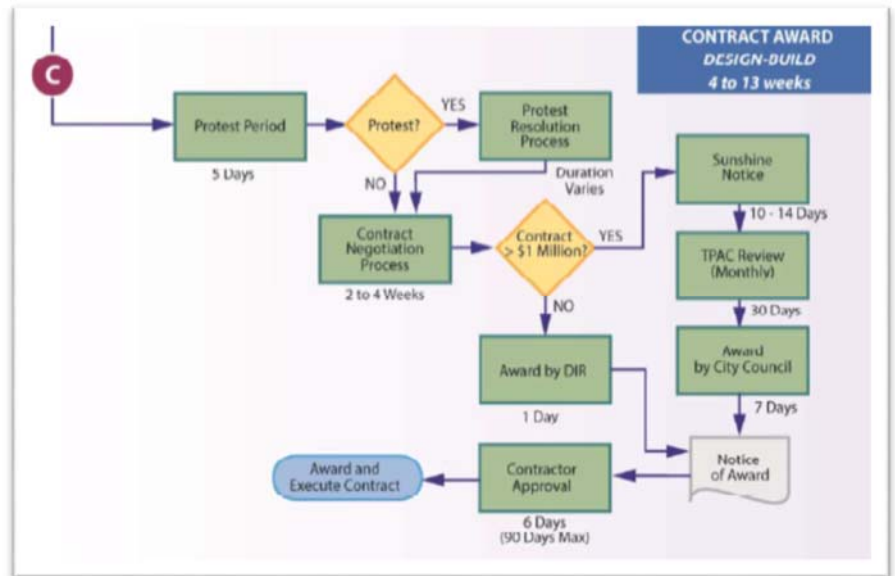 CONTRACT AWARD
DESIGN-BUILD
4 to 13 weeks
C
Protest Period
5 Days
Protest?
YES
NO
Protest
Resolution
Process
Duration
Varies
Contract
Negotiation
Process
2 to 4 Weeks
Contract
> $1 Million?
YES
NO
Sunshine
Notice
10 - 14 Days
TPAC Review
(Monthly)
30 Days
Award by DIR
1 Day
Award
by City Council
7 Days
Notice
of Award
Contractor
Approval
6 Days
(90 Days Max)
Award and
Execute Contract